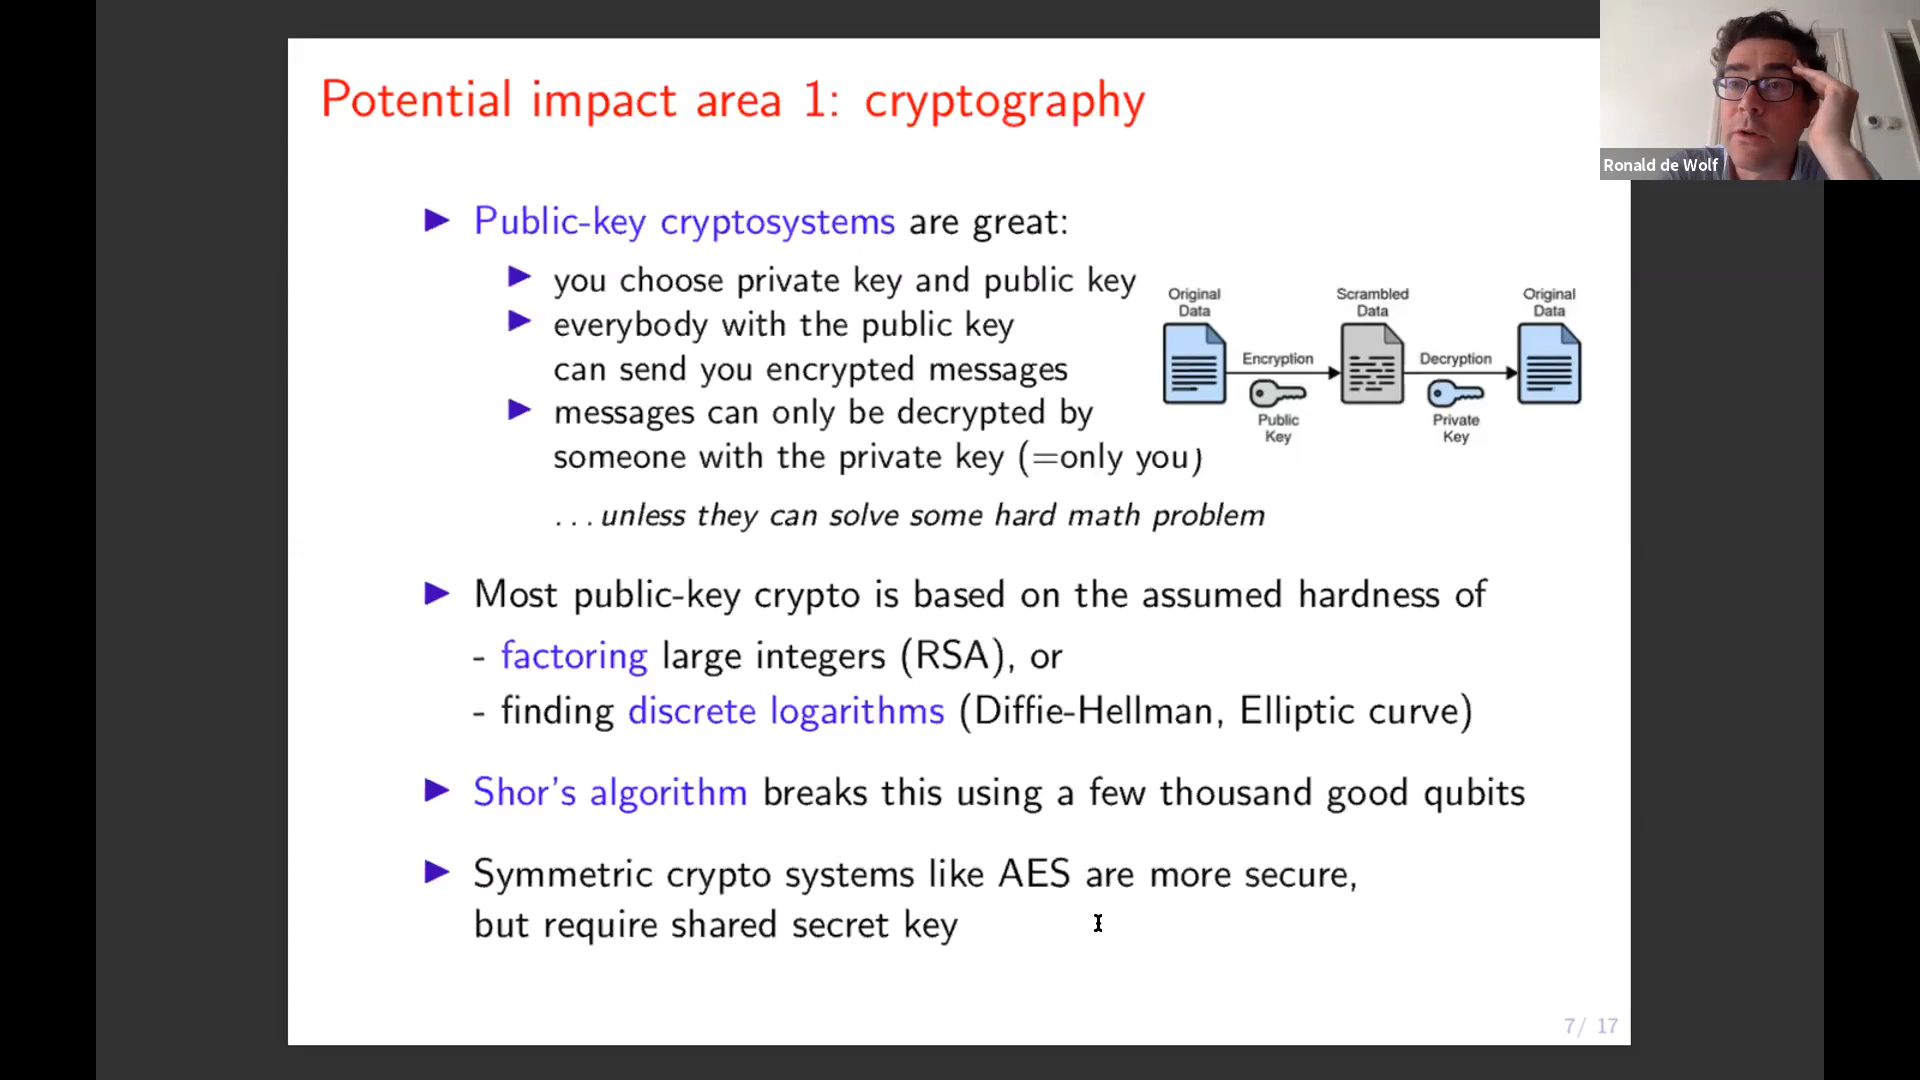 Potential impact area 1: cryptography
Ronald de Wolf
▶ Public-key cryptosystems are great:
▶ you choose private key and public key
▶ everybody with the public key
can send you encrypted messages
▶ messages can only be decrypted by
someone with the private key (=only you)
...unless they can solve some hard math problem
Original
Data
Encryption
Public
Key
Scrambled
Data
Decryption
Private
Key
Original
Data
▶ Most public-key crypto is based on the assumed hardness of
- factoring large integers (RSA), or
- finding discrete logarithms (Diffie-Hellman, Elliptic curve)
▶ Shor's algorithm breaks this using a few thousand good qubits
▶ Symmetric crypto systems like AES are more secure,
but require shared secret key
7/ 17